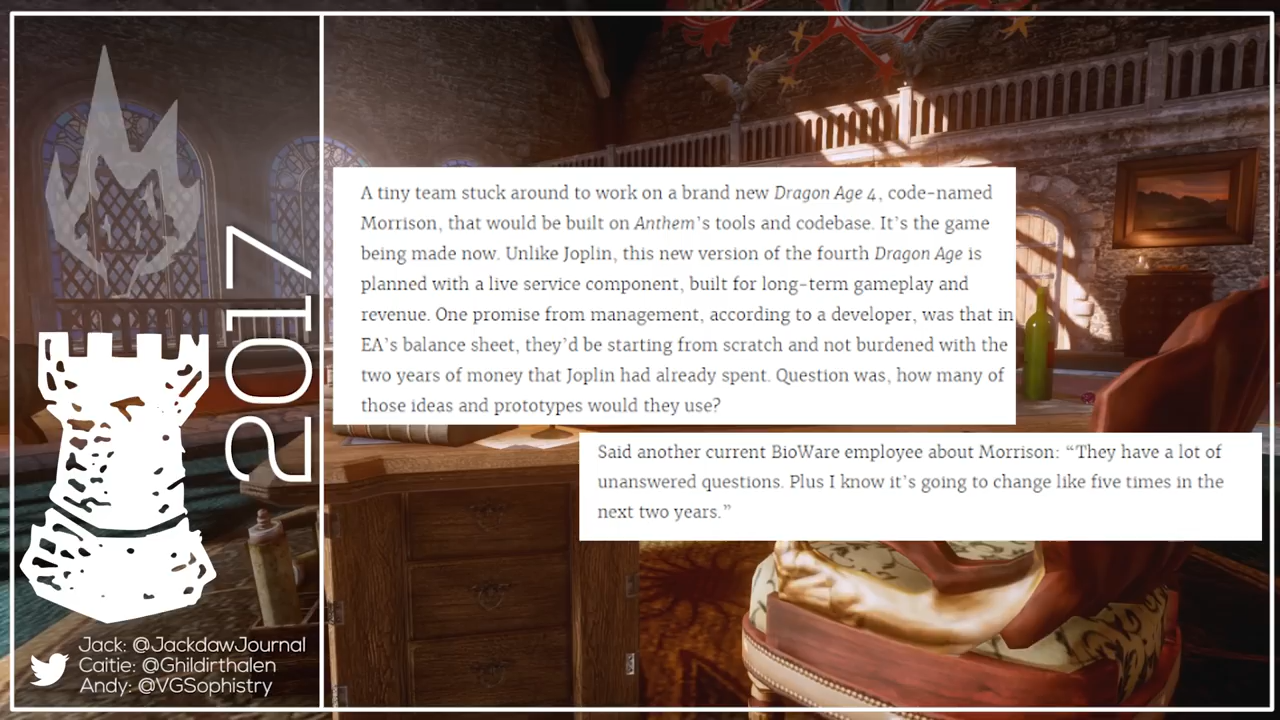 2017
A tiny team stuck around to work on a brand new Dragon Age 4, code-named
Morrison, that would be built on Anthem's tools and codebase. It's the game
being made now. Unlike Joplin, this new version of the fourth Dragon Age is
planned with a live service component, built for long-term gameplay and
revenue. One promise from management, according to a developer, was that in
EA's balance sheet, they'd be starting from scratch and not burdened with the
two years of money that Joplin had already spent. Question was, how many of
those ideas and prototypes would they use?
Said another current BioWare employee about Morrison: “They have a lot of
unanswered questions. Plus I know it's going to change like five times in the
next two years.”
Jack: @JackdawJournal
Caitie: @Ghildirthalen
Andy: @VGSophistry